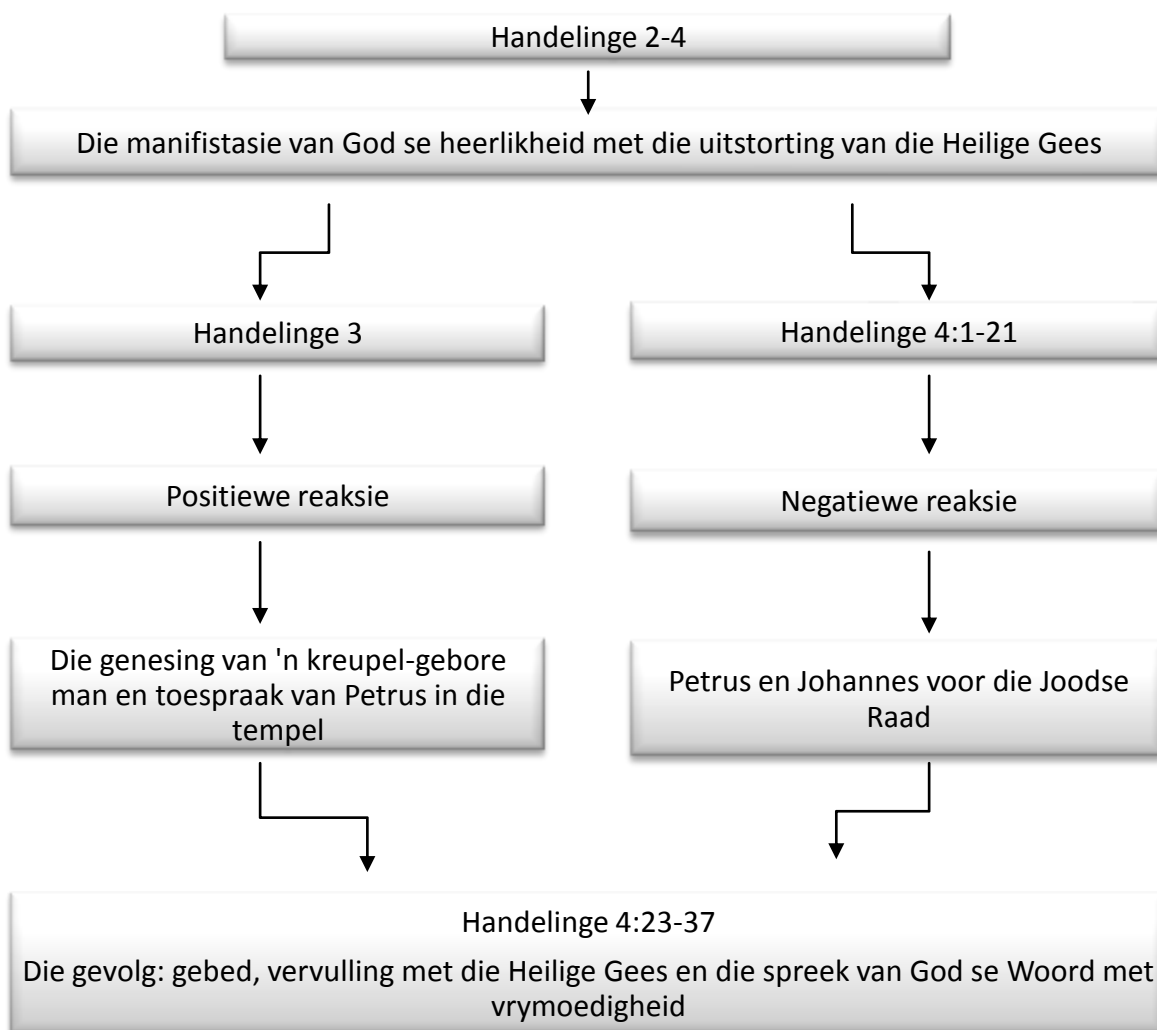 Handelinge 2-4
Die manifistasie van God se heerlikheid met die uitstorting van die Heilige Gees
Handelinge 3
Handelinge 4:1-21
Positiewe reaksie
Negatiewe reaksie
Die genesing van 'n kreupel-gebore
man en toespraak van Petrus in die
tempel
Petrus en Johannes voor die Joodse
Raad
Handelinge 4:23-37
Die gevolg: gebed, vervulling met die Heilige Gees en die spreek van God se Woord met
vrymoedigheid